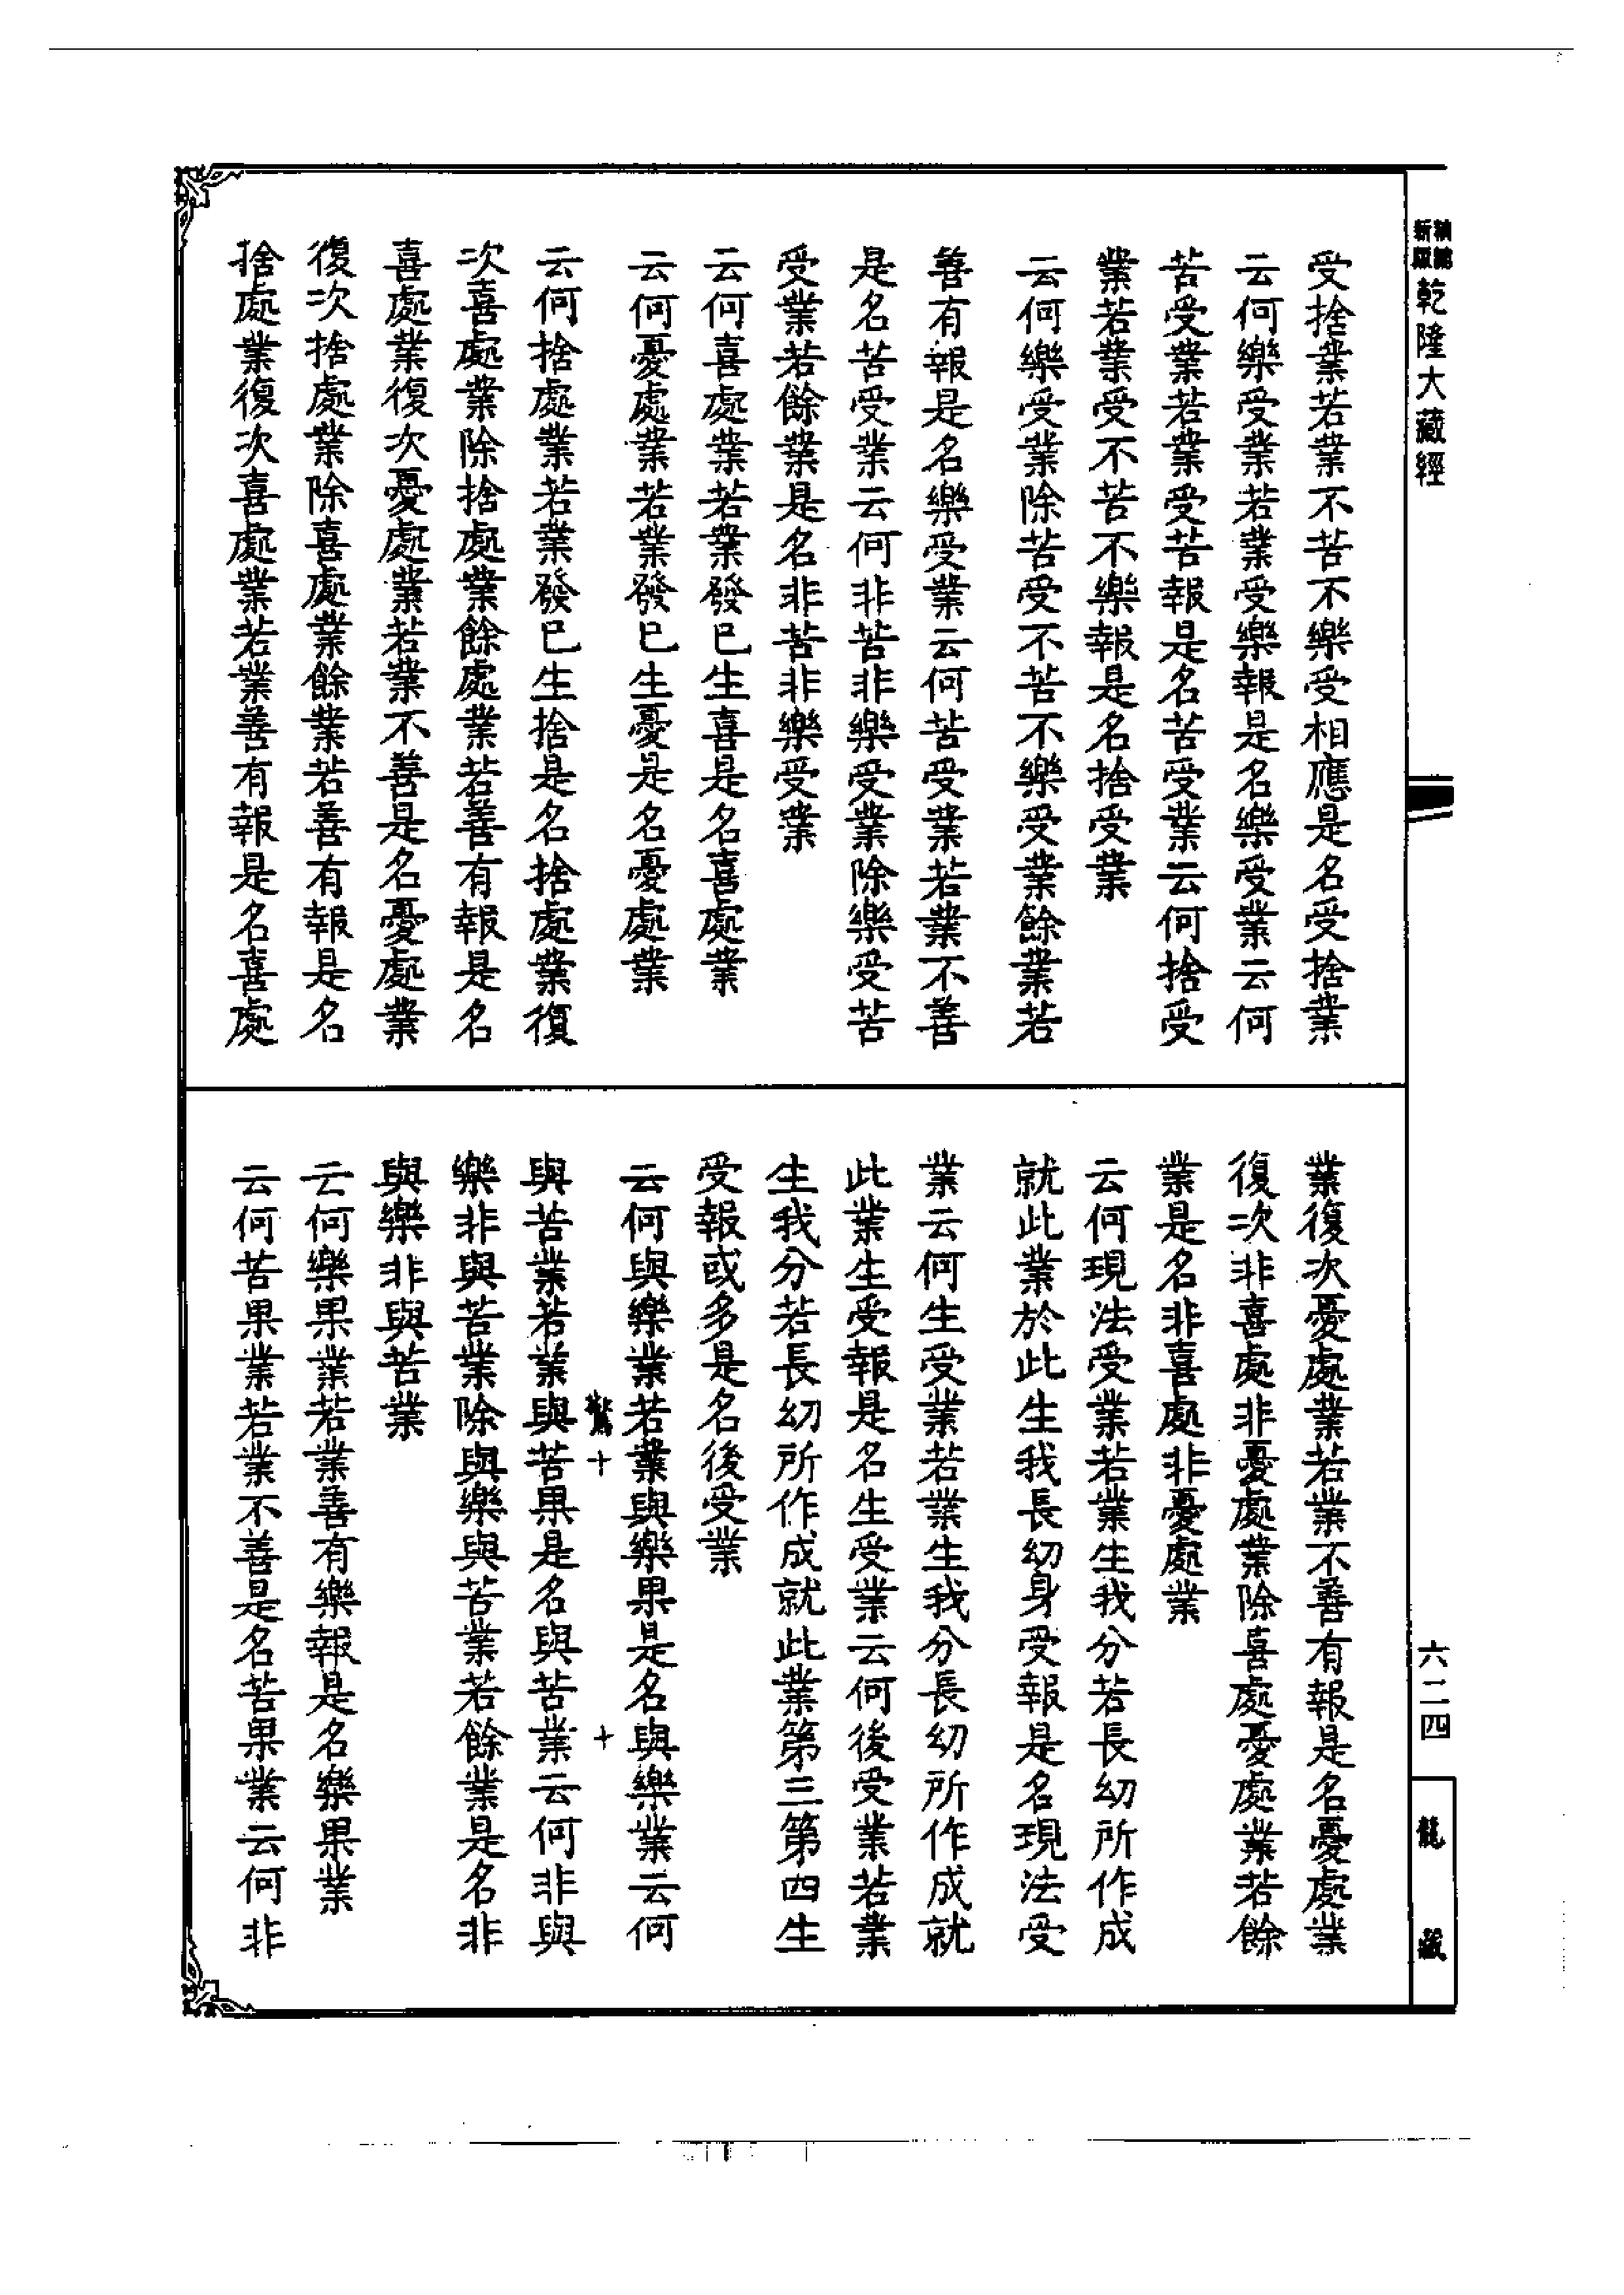 乾隆大藏經
受捨業若業不苦不樂受相應是名受捨業
云何樂受業若業受樂報是名樂受業云何
苦受業若業受苦報是名苦受業云何捨受
業若業受不苦不樂報是名捨受業
云何樂受業除苦受不苦不樂受業餘業若
善有報是名樂受業云何苦受業若業不善
是名苦受業云何非苦非樂受業除樂受苦
受業若餘業是名非苦非樂受業
云何喜處業若業發已生喜是名喜處業
云何憂處業若業發已生憂是名憂處業
云何捨處業若業發已生捨是名捨處業復
次喜處業除捨處業餘處業若善有報是名
喜處業復次憂處業若業不善是名憂處業
復次捨處業除喜處業餘業若善有報是名
捨處業復次喜處業若業善有報是名喜處
業復次憂處業若業不善有報是名憂處業
復次非喜處非憂處業除喜處憂處業若餘
業是名非喜處非憂處業
云何現法受業若業生我分若長幼所作成
就此業於此生我長幼身受報是名現法受
業云何生受業若業生我分長幼所作成就
此業生受報是名生受業云何後受業若業
生我分若長幼所作成就此業第三第四生
受報或多是名後受業
云何與樂業若業與樂果是名與樂業云何
與苦業若業與苦果是名與苦業云何非與
樂非與苦業除與樂與苦業若餘業是名非
與樂非與苦業
云何樂果業若業善有樂報是名樂果業
云何苦果業若業不善是名苦果業云何非
六二四
龍藏